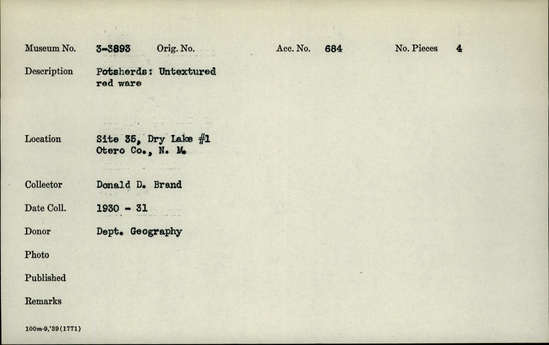 Museum No. 3-3893 Orig. No. Acc. No. 684 No. Pieces 4
Description Potsherds: Untextured
red ware
Location Site 35, Dry Lake #1
Otero Co., N. M.
Collector Donald D. Brand
Date Coll. 1930 - 31
Donor Dept. Geography
Photo
Published
Remarks
100m-9,'39(1771)